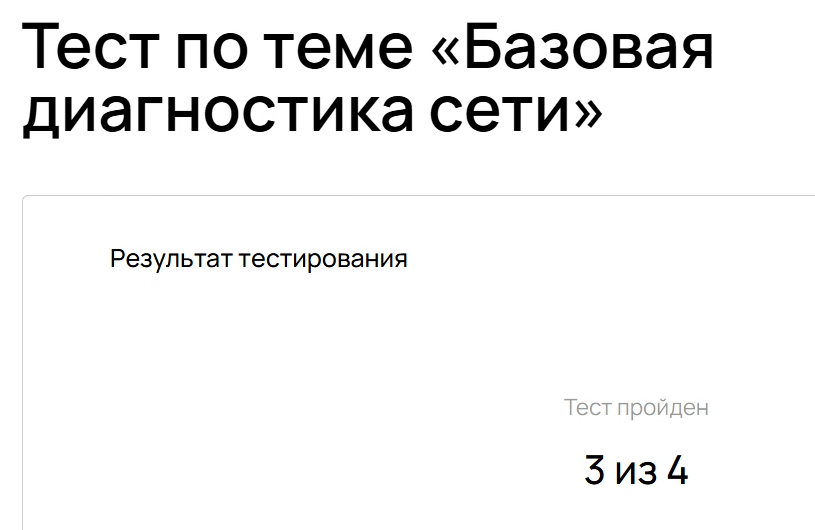 Тест по теме «Базовая
диагностика сети»
Результат тестирования
Тест пройден
3 из 4